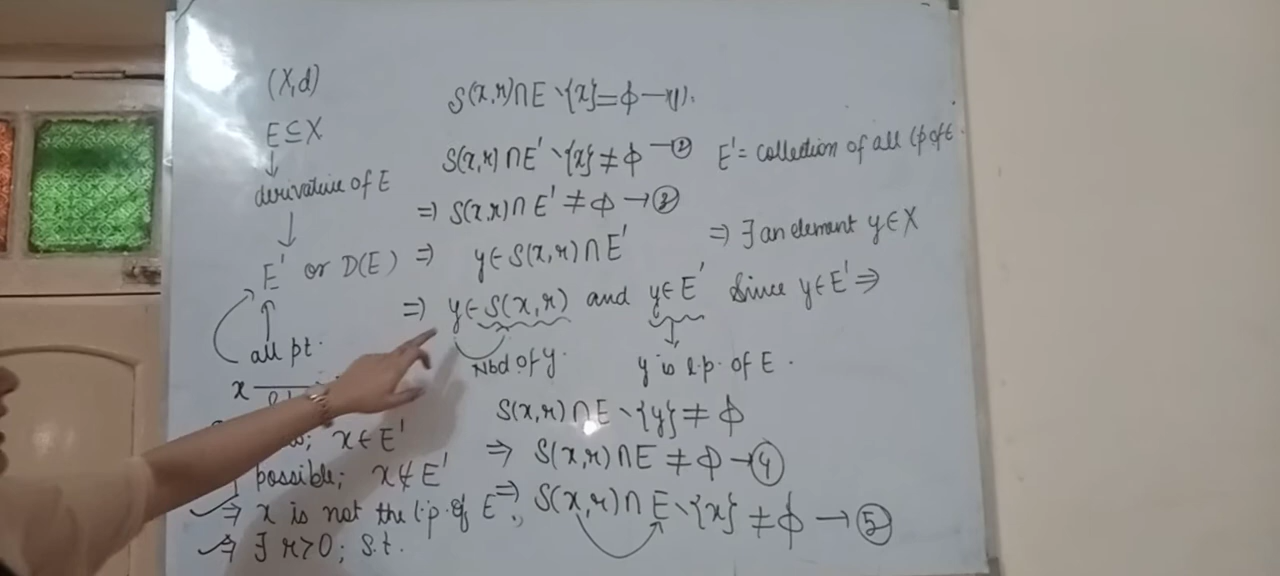 (X,d)
E⊆X
↓
derivative of E
↓
E' or D(E)
all pt.
x
x∈E'
possible; x∉E'
⇒ x is not the l.p. of E;
⇒ ∃ r>0; s.t.
S(x,r)∩E∖{x}=ϕ—(1).
S(x,r)∩E'∖{x}≠ϕ—②
E'= collection of all lp of E.
⇒ S(x,r)∩E'≠ϕ→③
⇒ ∃ an element y∈X
⇒ y∈S(x,r)∩E'
⇒ y∈S(x,r) and y∈E' Since y∈E'⇒
Nbd of y.
y is l.p. of E.
S(x,r)∩E∖{y}≠ϕ
⇒ S(x,r)∩E≠ϕ→④
⇒ S(x,r)∩E∖{x}≠ϕ→⑤